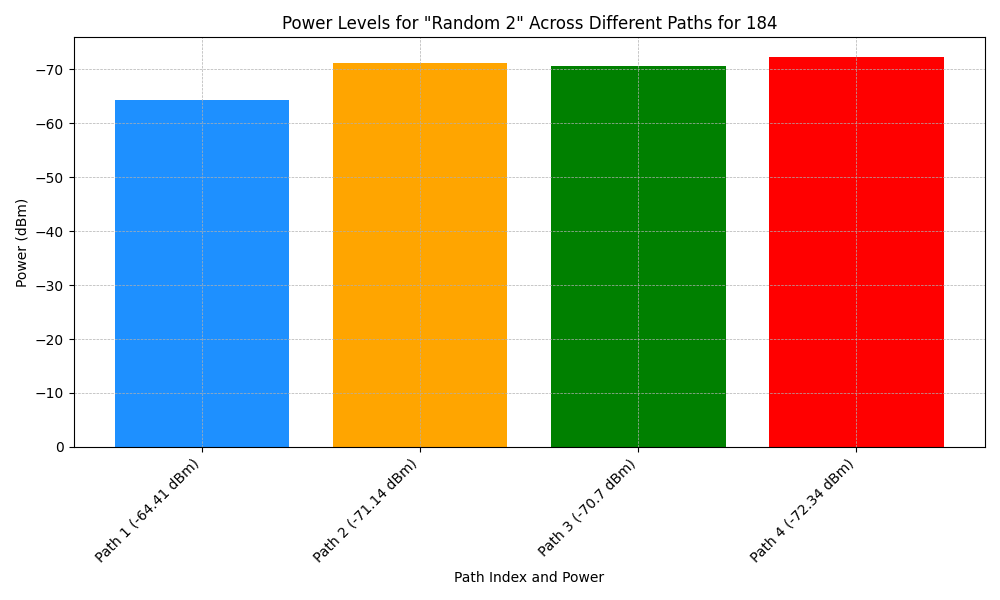 Power Levels for "Random 2" Across Different Paths for 184
Power (dBm)
−70
−60
−50
−40
−30
−20
−10
0
Path 1 (-64.41 dBm)
Path 2 (-71.14 dBm)
Path 3 (-70.7 dBm)
Path 4 (-72.34 dBm)
Path Index and Power